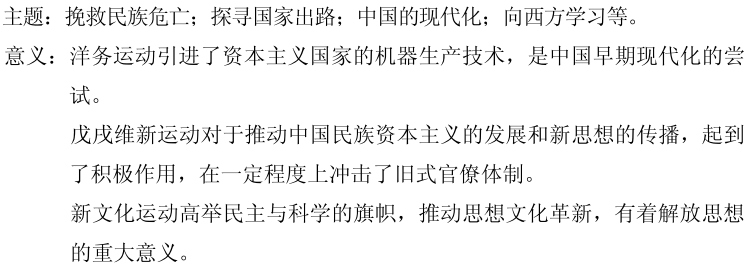 主题：挽救民族危亡；探寻国家出路；中国的现代化；向西方学习等。
意义：洋务运动引进了资本主义国家的机器生产技术，是中国早期现代化的尝
试。
戊戌维新运动对于推动中国民族资本主义的发展和新思想的传播，起到
了积极作用，在一定程度上冲击了旧式官僚体制。
新文化运动高举民主与科学的旗帜，推动思想文化革新，有着解放思想
的重大意义。